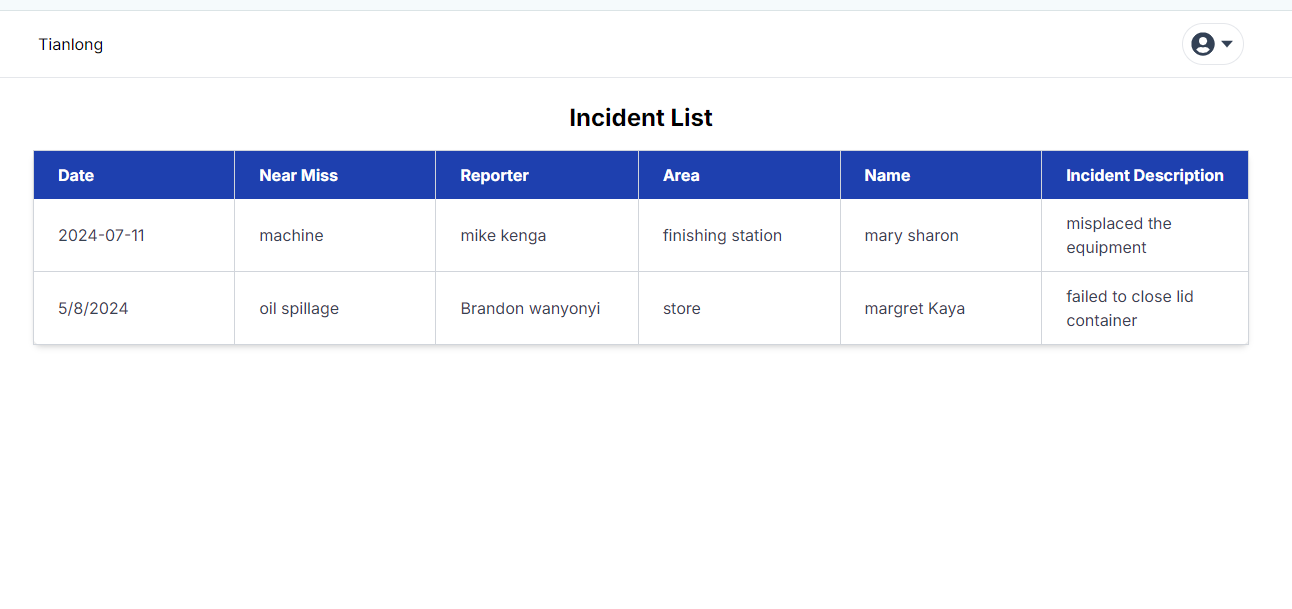 Tianlong
Incident List
Date Near Miss Reporter Area Name Incident Description
2024-07-11 machine mike kenga finishing station mary sharon misplaced the
equipment
5/8/2024 oil spillage Brandon wanyonyi store margret Kaya failed to close lid
container